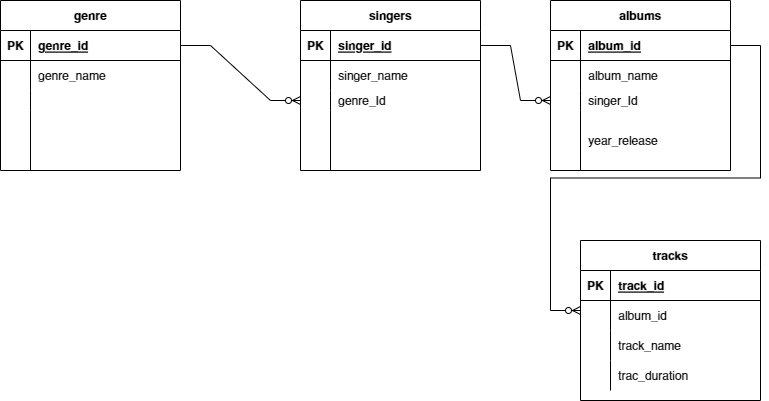 genre
PK genre_id
genre_name
singers
PK singer_id
singer_name
genre_Id
albums
PK album_id
album_name
singer_Id
year_release
tracks
PK track_id
album_id
track_name
trac_duration